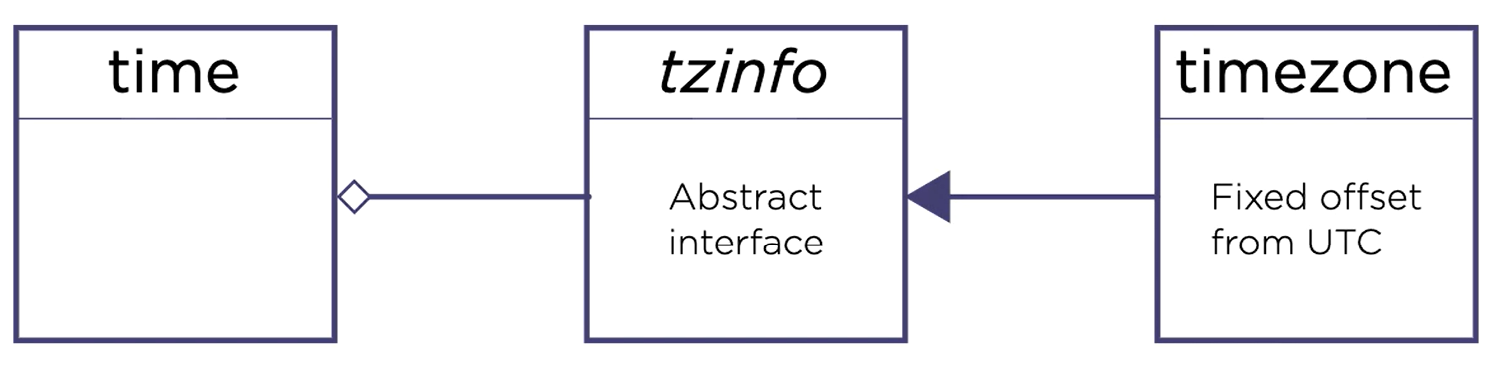 time
tzinfo
Abstract
interface
timezone
Fixed offset
from UTC